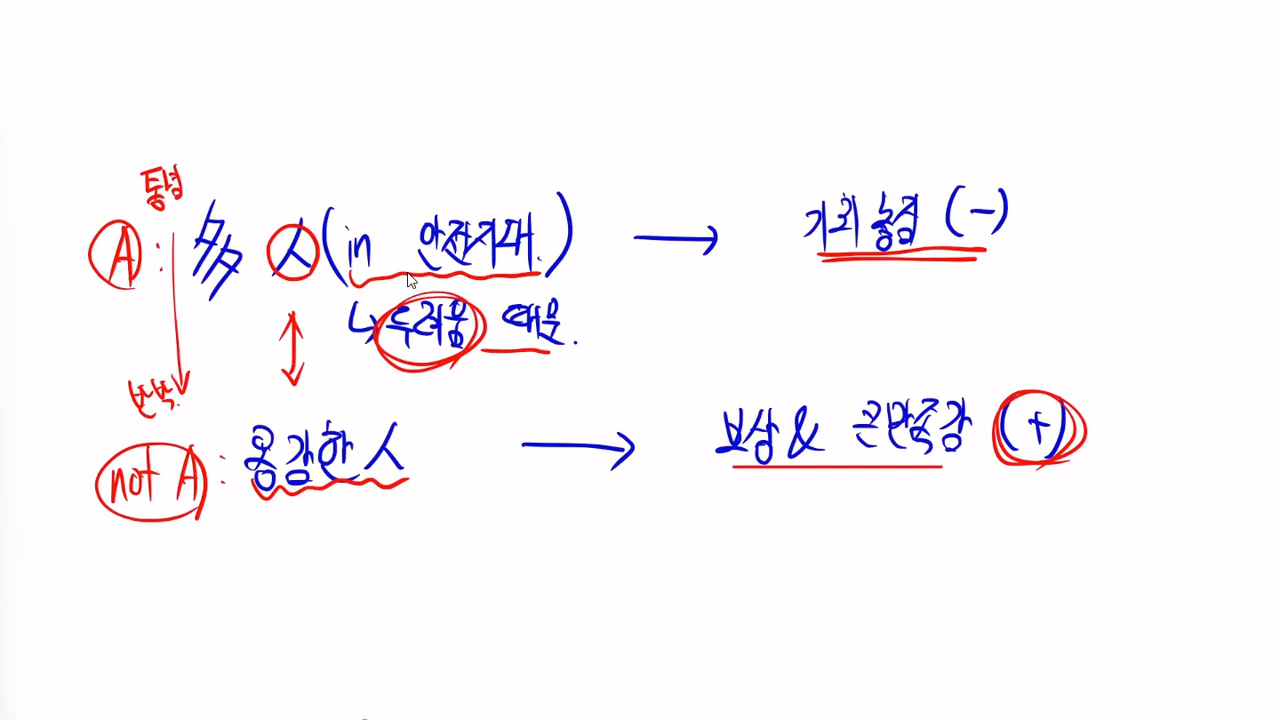 통념
A : 多 人 (in 안전지대.) → 기회 놓침 (-)
↳ 두려움 때문.
반박.
not A : 용감한 人 → 보상 & 큰 만족감 (+)